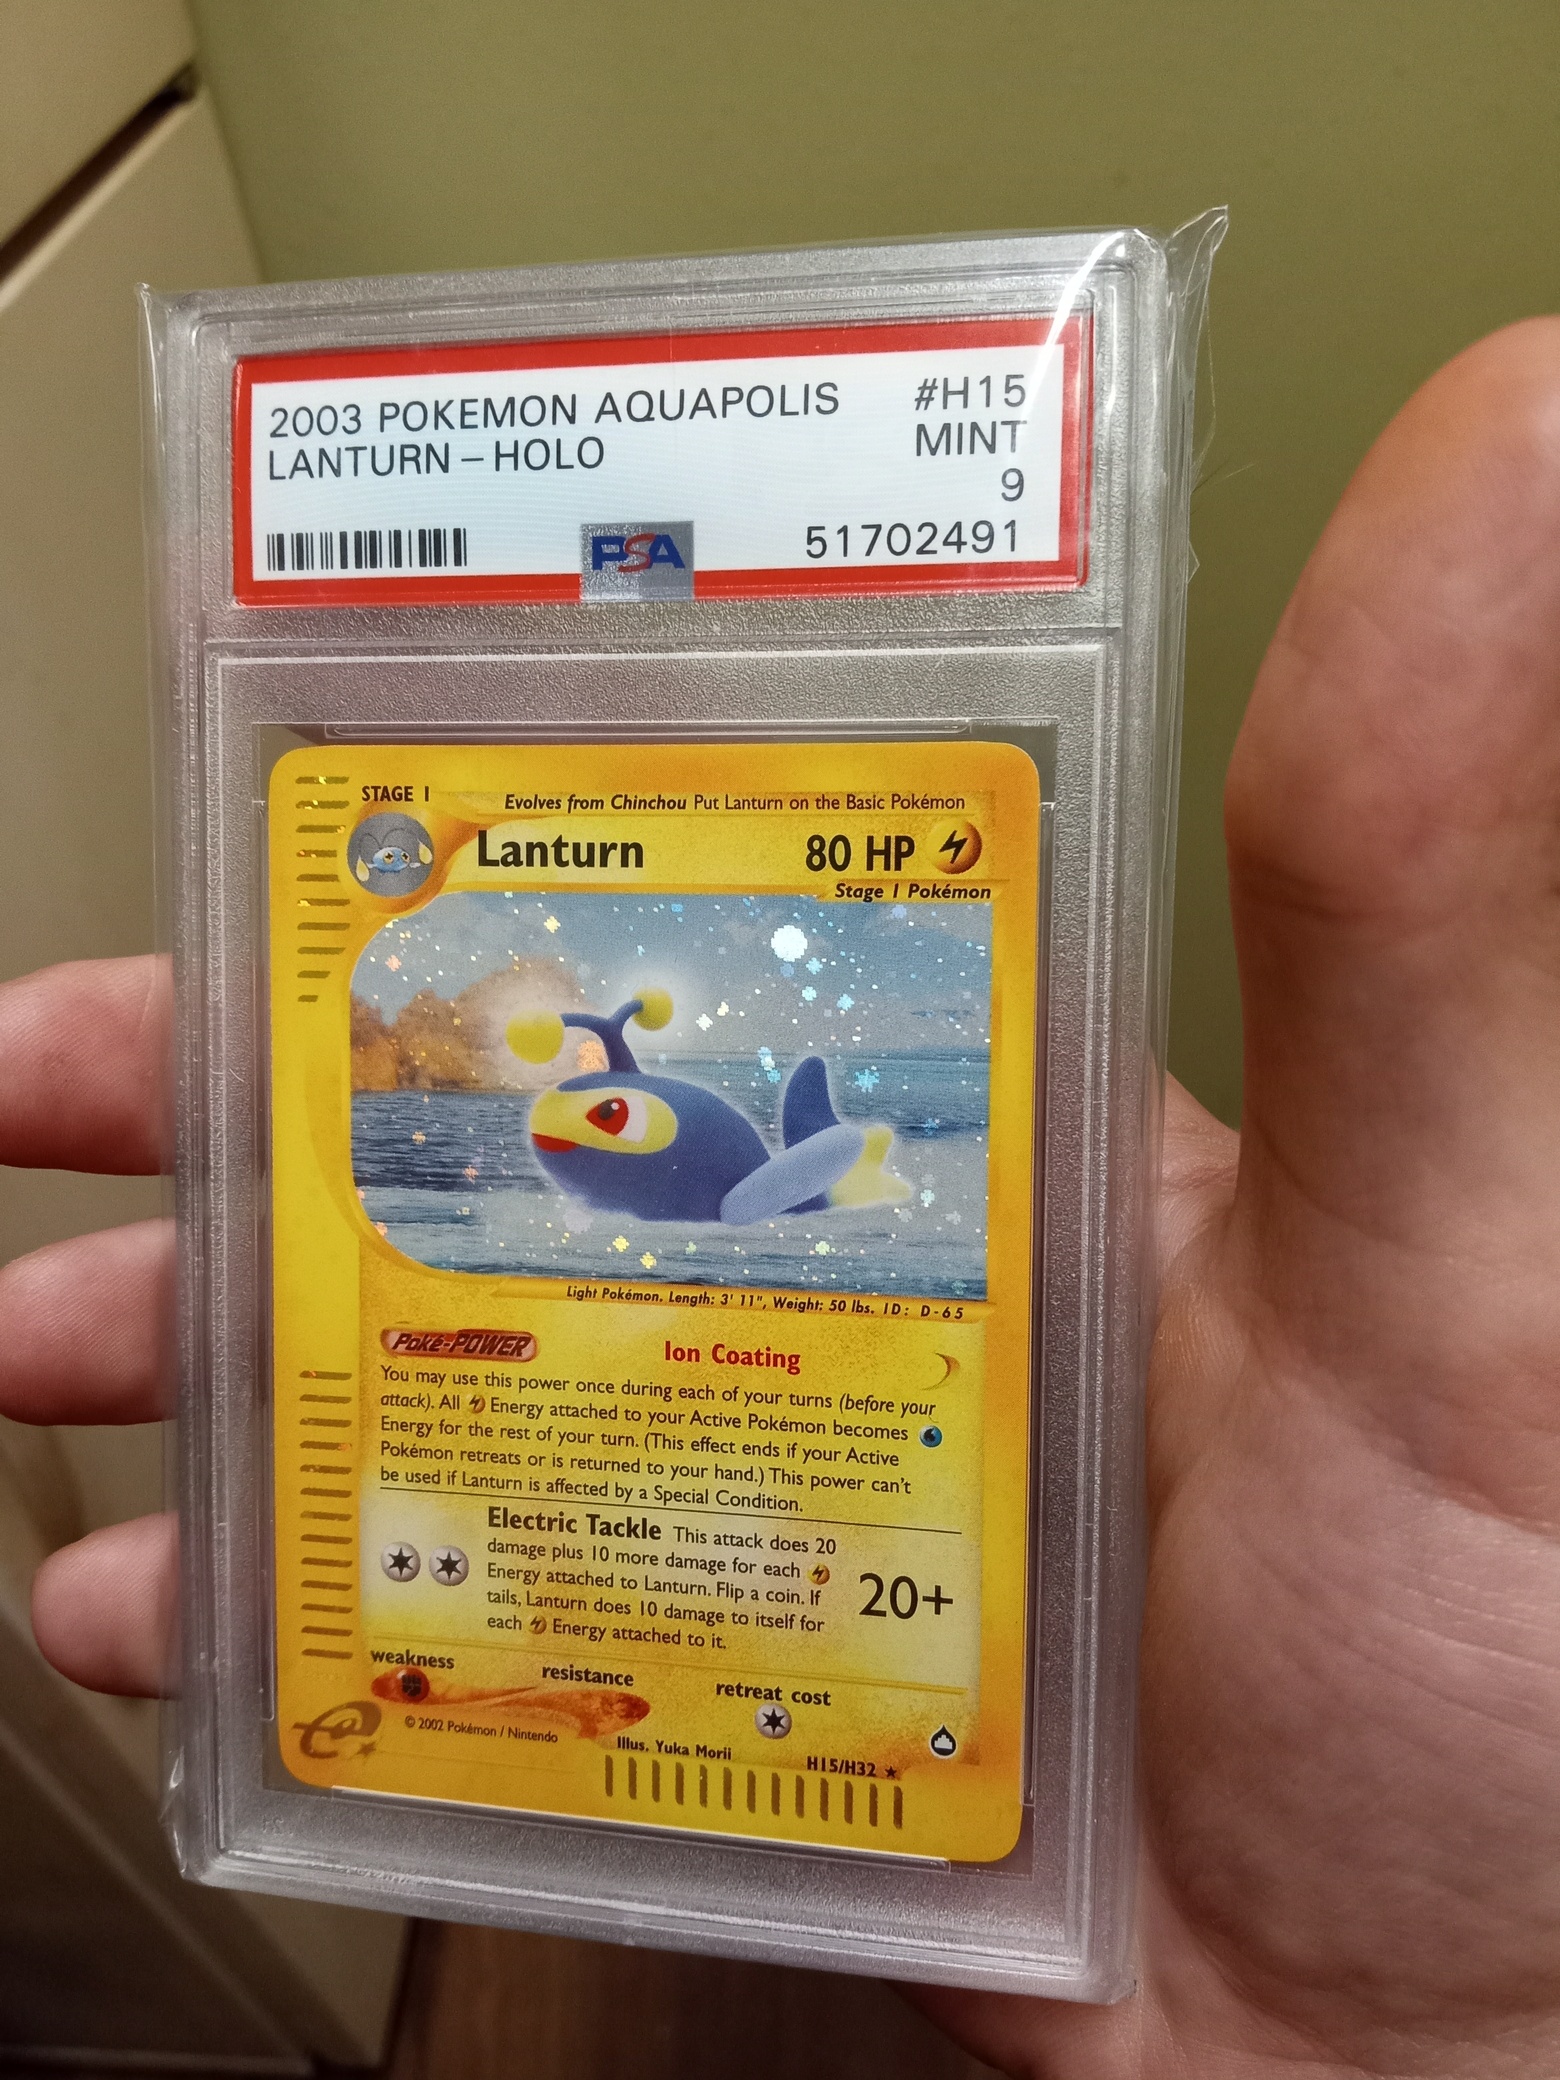 2003 POKEMON AQUAPOLIS #H15
LANTURN – HOLO MINT
9
PSA 51702491
STAGE 1
Evolves from Chinchou Put Lanturn on the Basic Pokémon
Lanturn 80 HP
Stage 1 Pokémon
Light Pokémon. Length: 3' 11", Weight: 50 lbs. ID: D-65
Poké-POWER Ion Coating
You may use this power once during each of your turns (before your
attack). All Energy attached to your Active Pokémon becomes
Energy for the rest of your turn. (This effect ends if your Active
Pokémon retreats or is returned to your hand.) This power can't
be used if Lanturn is affected by a Special Condition.
Electric Tackle This attack does 20
damage plus 10 more damage for each
Energy attached to Lanturn. Flip a coin. If
tails, Lanturn does 10 damage to itself for
each Energy attached to it.
20+
weakness resistance retreat cost
e
© 2002 Pokémon / Nintendo
Illus. Yuka Morii
H15/H32